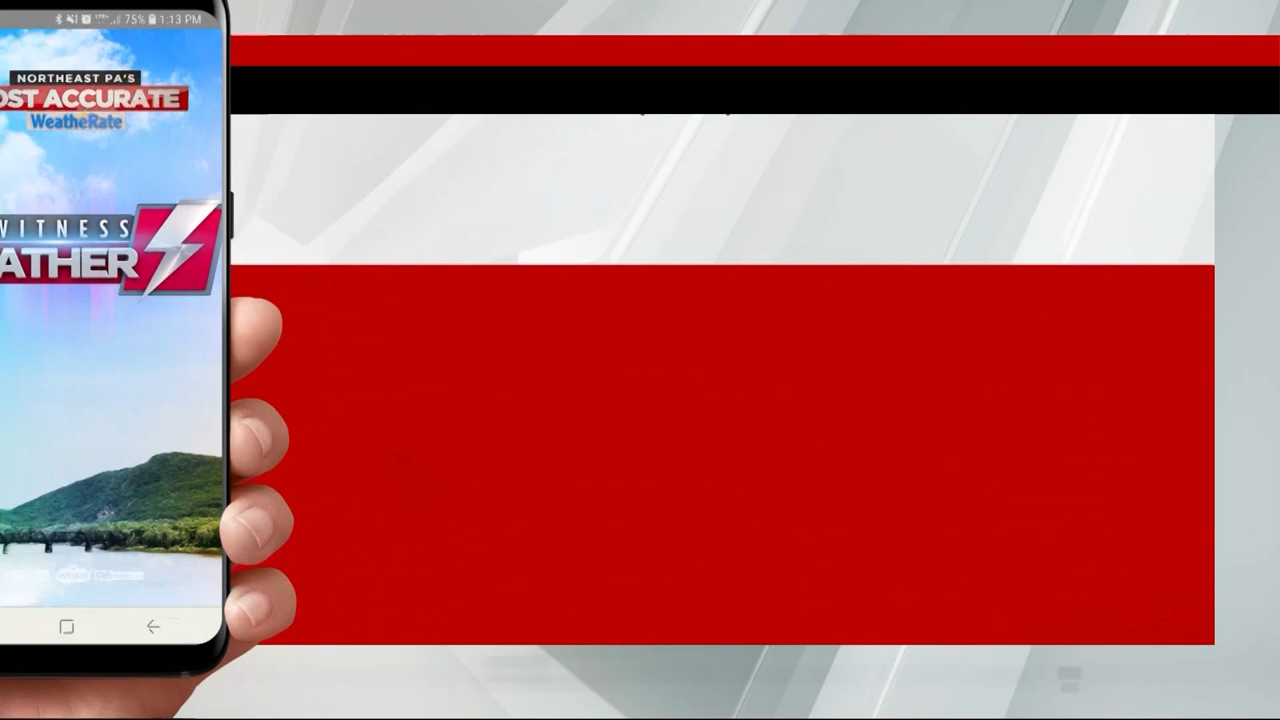 75% 1:13 PM
NORTHEAST PA'S
OST ACCURATE
WeatheRate
WITNESS
ATHER